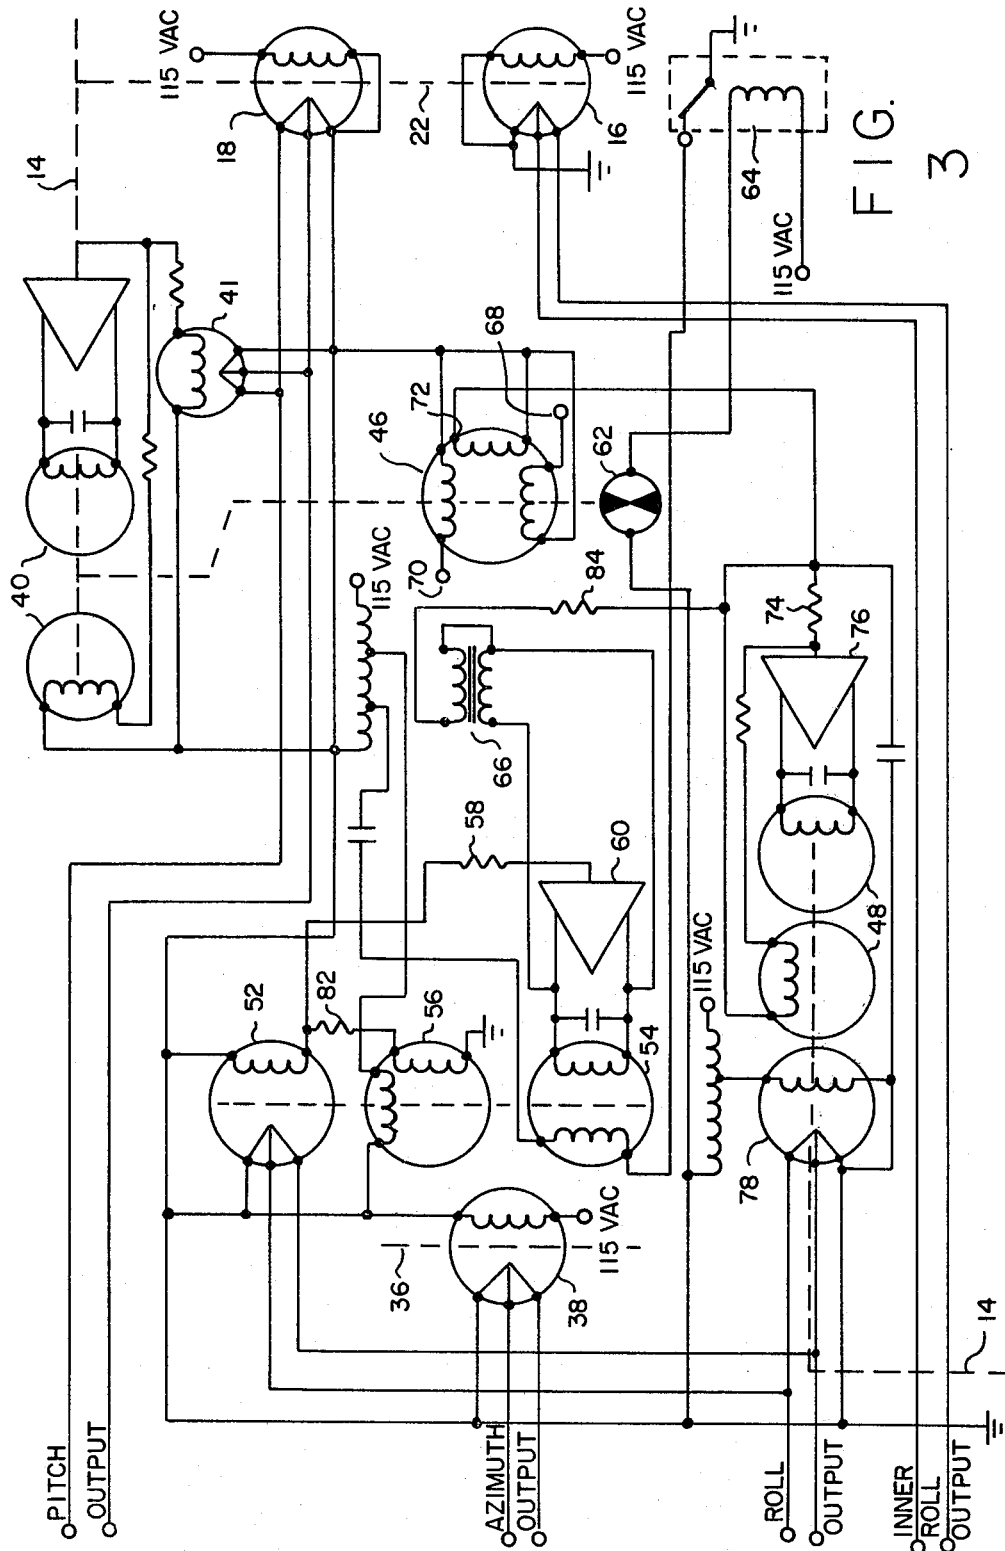 115 VAC
115 VAC
14
18
22
16
64
115 VAC
FIG.
3
41
68
72
46
62
40
70
115 VAC
84
74
76
66
58
60
48
115 VAC
52
82
56
54
78
36
38
115 VAC
14
PITCH
OUTPUT
AZIMUTH
OUTPUT
ROLL
OUTPUT
INNER
ROLL
OUTPUT